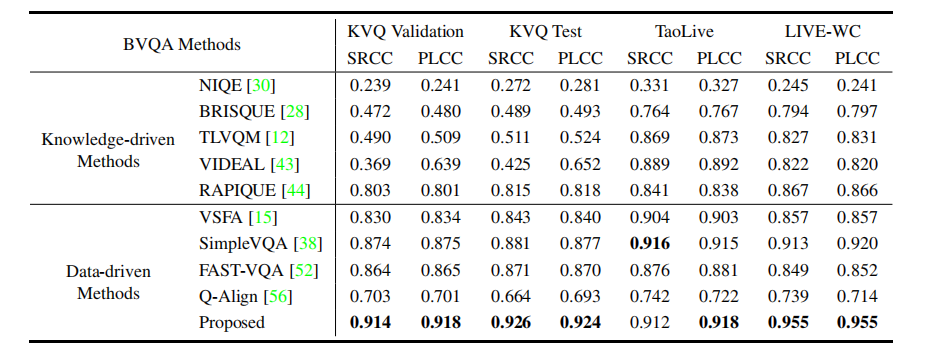 BVQA Methods KVQ Validation KVQ Test TaoLive LIVE-WC
SRCC PLCC SRCC PLCC SRCC PLCC SRCC PLCC
Knowledge-driven Methods
NIQE [30] 0.239 0.241 0.272 0.281 0.331 0.327 0.245 0.241
BRISQUE [28] 0.472 0.480 0.489 0.493 0.764 0.767 0.794 0.797
TLVQM [12] 0.490 0.509 0.511 0.524 0.869 0.873 0.827 0.831
VIDEAL [43] 0.369 0.639 0.425 0.652 0.889 0.892 0.822 0.820
RAPIQUE [44] 0.803 0.801 0.815 0.818 0.841 0.838 0.867 0.866
Data-driven Methods
VSFA [15] 0.830 0.834 0.843 0.840 0.904 0.903 0.857 0.857
SimpleVQA [38] 0.874 0.875 0.881 0.877 0.916 0.915 0.913 0.920
FAST-VQA [52] 0.864 0.865 0.871 0.870 0.876 0.881 0.849 0.852
Q-Align [56] 0.703 0.701 0.664 0.693 0.742 0.722 0.739 0.714
Proposed 0.914 0.918 0.926 0.924 0.912 0.918 0.955 0.955